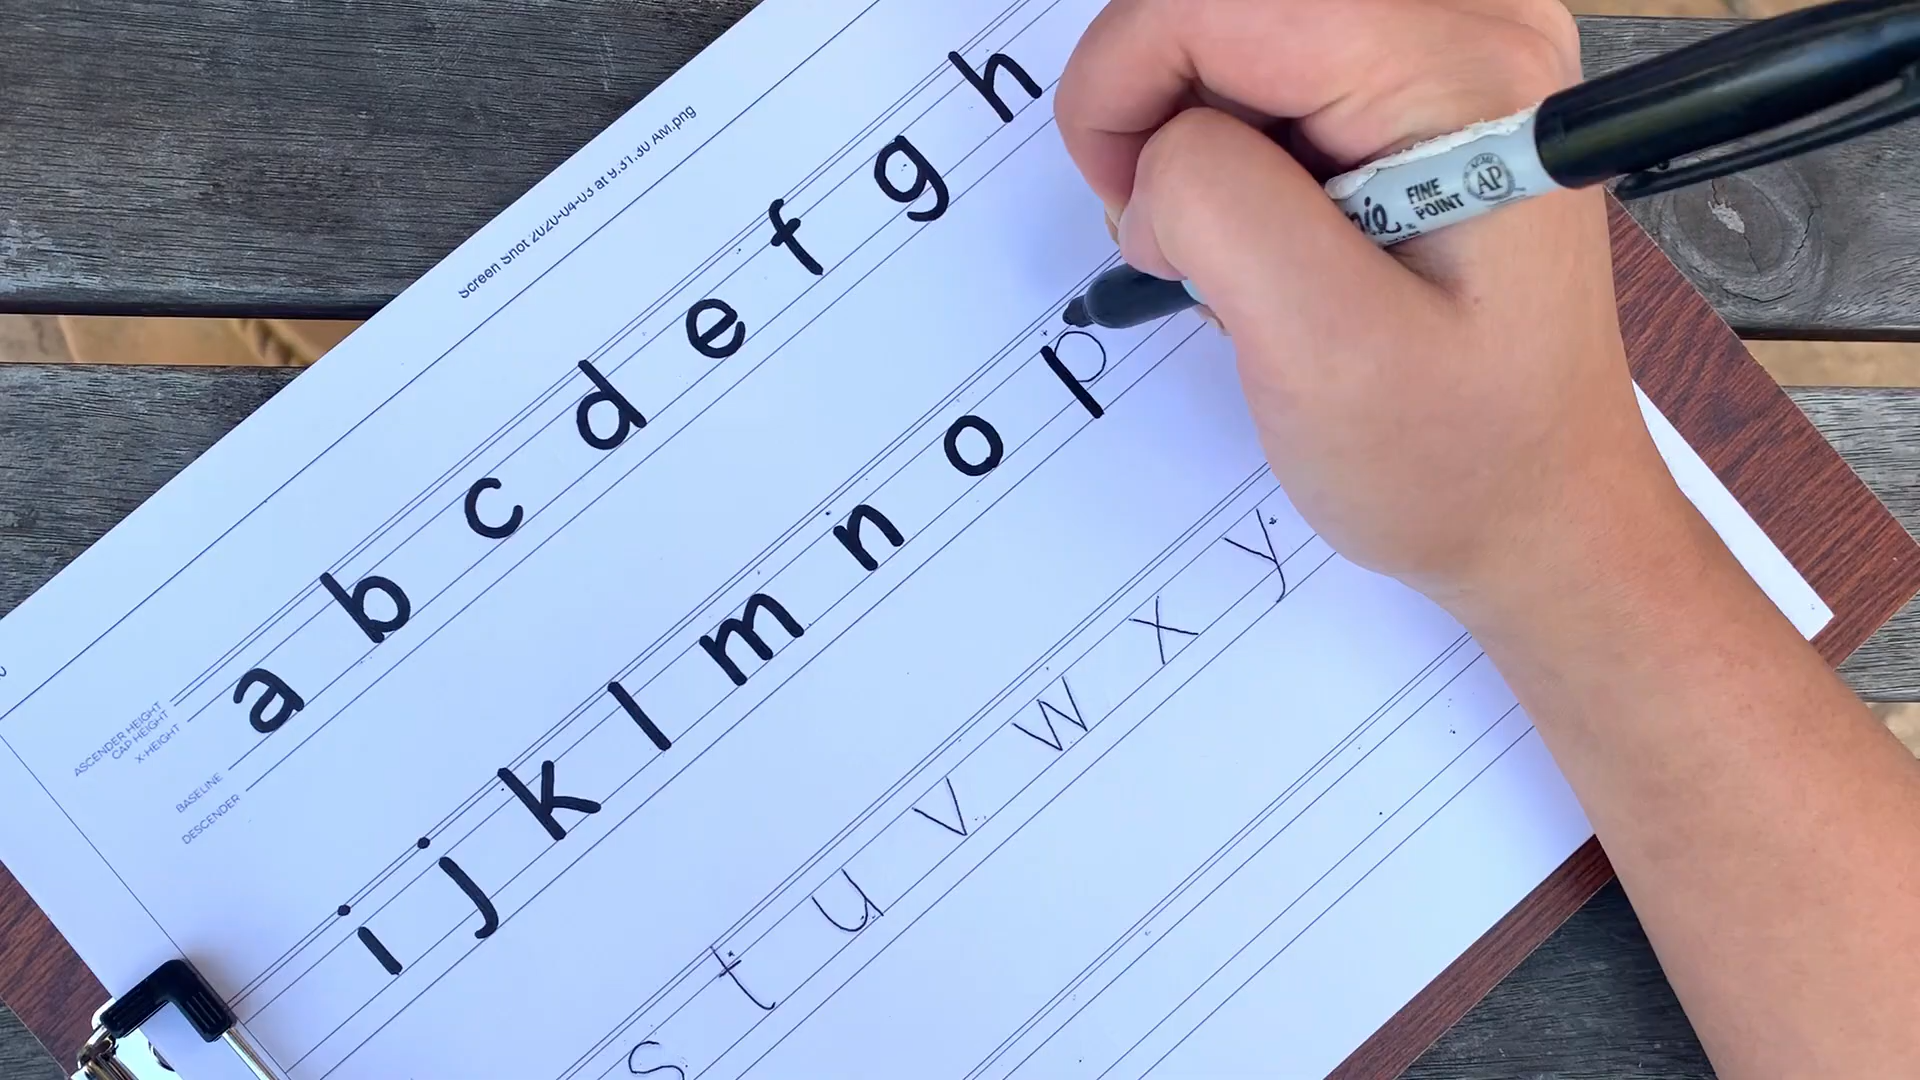 Screen Shot 2020-04-03 at 9.31.30 AM.png
ASCENDER HEIGHT
CAP HEIGHT
X-HEIGHT
BASELINE
DESCENDER
a b c d e f g h
i j k l m n o p
s t u v w x y
FINE
POINT
ACMI
AP